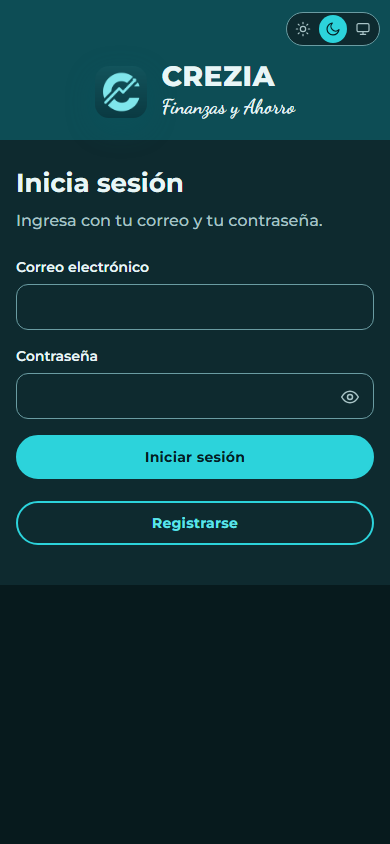 CREZIA
Finanzas y Ahorro
Inicia sesión
Ingresa con tu correo y tu contraseña.
Correo electrónico
Contraseña
Iniciar sesión
Registrarse